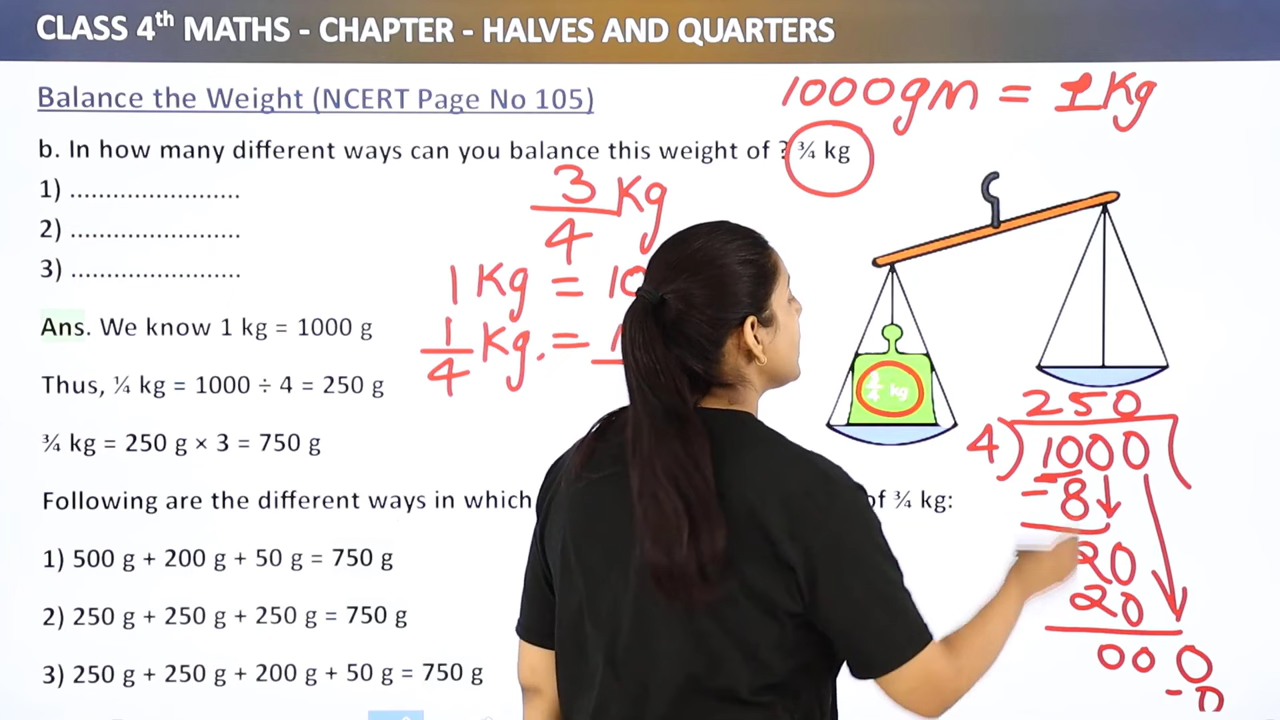 CLASS 4th MATHS - CHAPTER - HALVES AND QUARTERS
Balance the Weight (NCERT Page No 105)
1000gm = 1Kg
b. In how many different ways can you balance this weight of ? ¾ kg
1) ........................
2) ........................
3) ........................
3/4 Kg
1 Kg = 10
1/4 Kg. = 1
Ans. We know 1 kg = 1000 g
Thus, ¼ kg = 1000 ÷ 4 = 250 g
¾ kg = 250 g × 3 = 750 g
¾ kg
250
4) 1000 (
- 8
20
20
000
- 0
Following are the different ways in which of ¾ kg:
1) 500 g + 200 g + 50 g = 750 g
2) 250 g + 250 g + 250 g = 750 g
3) 250 g + 250 g + 200 g + 50 g = 750 g